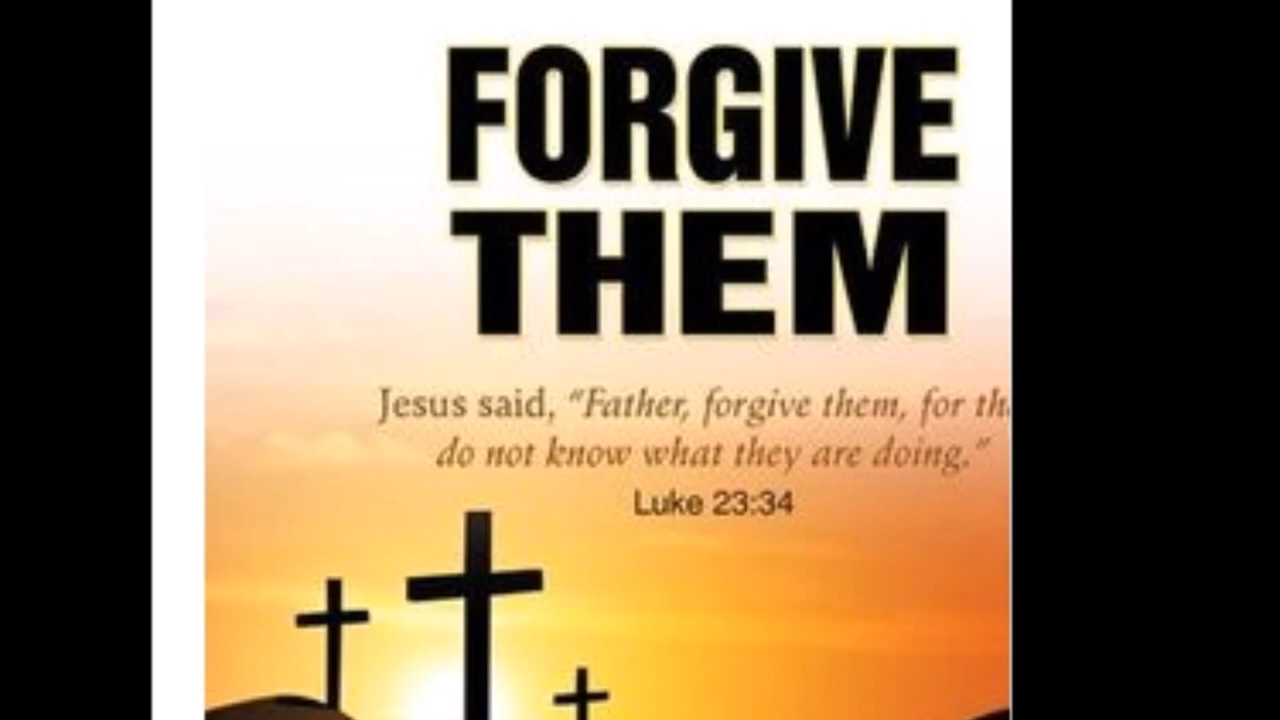 FORGIVE
THEM
Jesus said, “Father, forgive them, for
do not know what they are doing.”
Luke 23:34